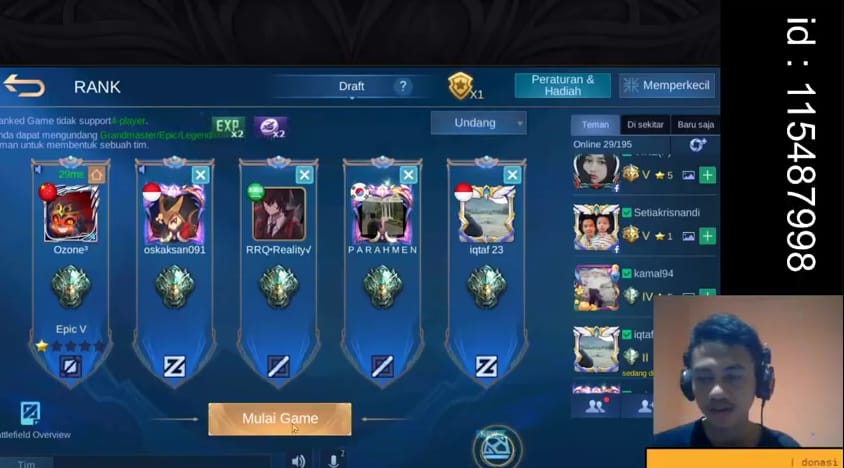 RANK
Draft
?
X1
Peraturan &
Hadiah
Memperkecil
anked Game tidak support 4-player.
nda dapat mengundang Grandmaster/Epic/Legend
man untuk membentuk sebuah tim.
EXP
X2
X2
Undang
Teman
Di sekitar
Baru saja
Online 29/195
29ms
Ozone³
oskaksan091
RRQ•Reality√
P A R A H M E N
iqtaf 23
Epic V
V
5
Setiakrisnandi
V
1
kamal94
IV
iqtaf
II
sedang d
Mulai Game
attlefield Overview
Tim
2
id : 115487998
| donasi